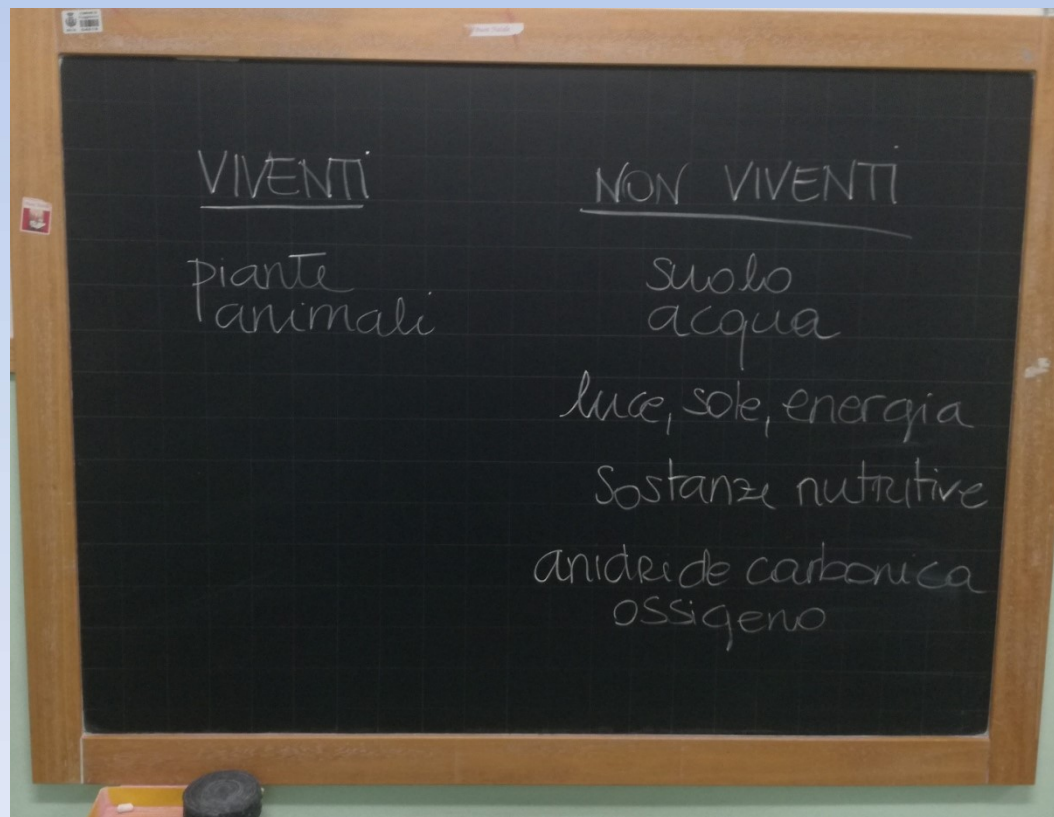 VIVENTI
piante
animali
NON VIVENTI
suolo
acqua
luce, sole, energia
Sostanze nutritive
anidride carbonica
ossigeno